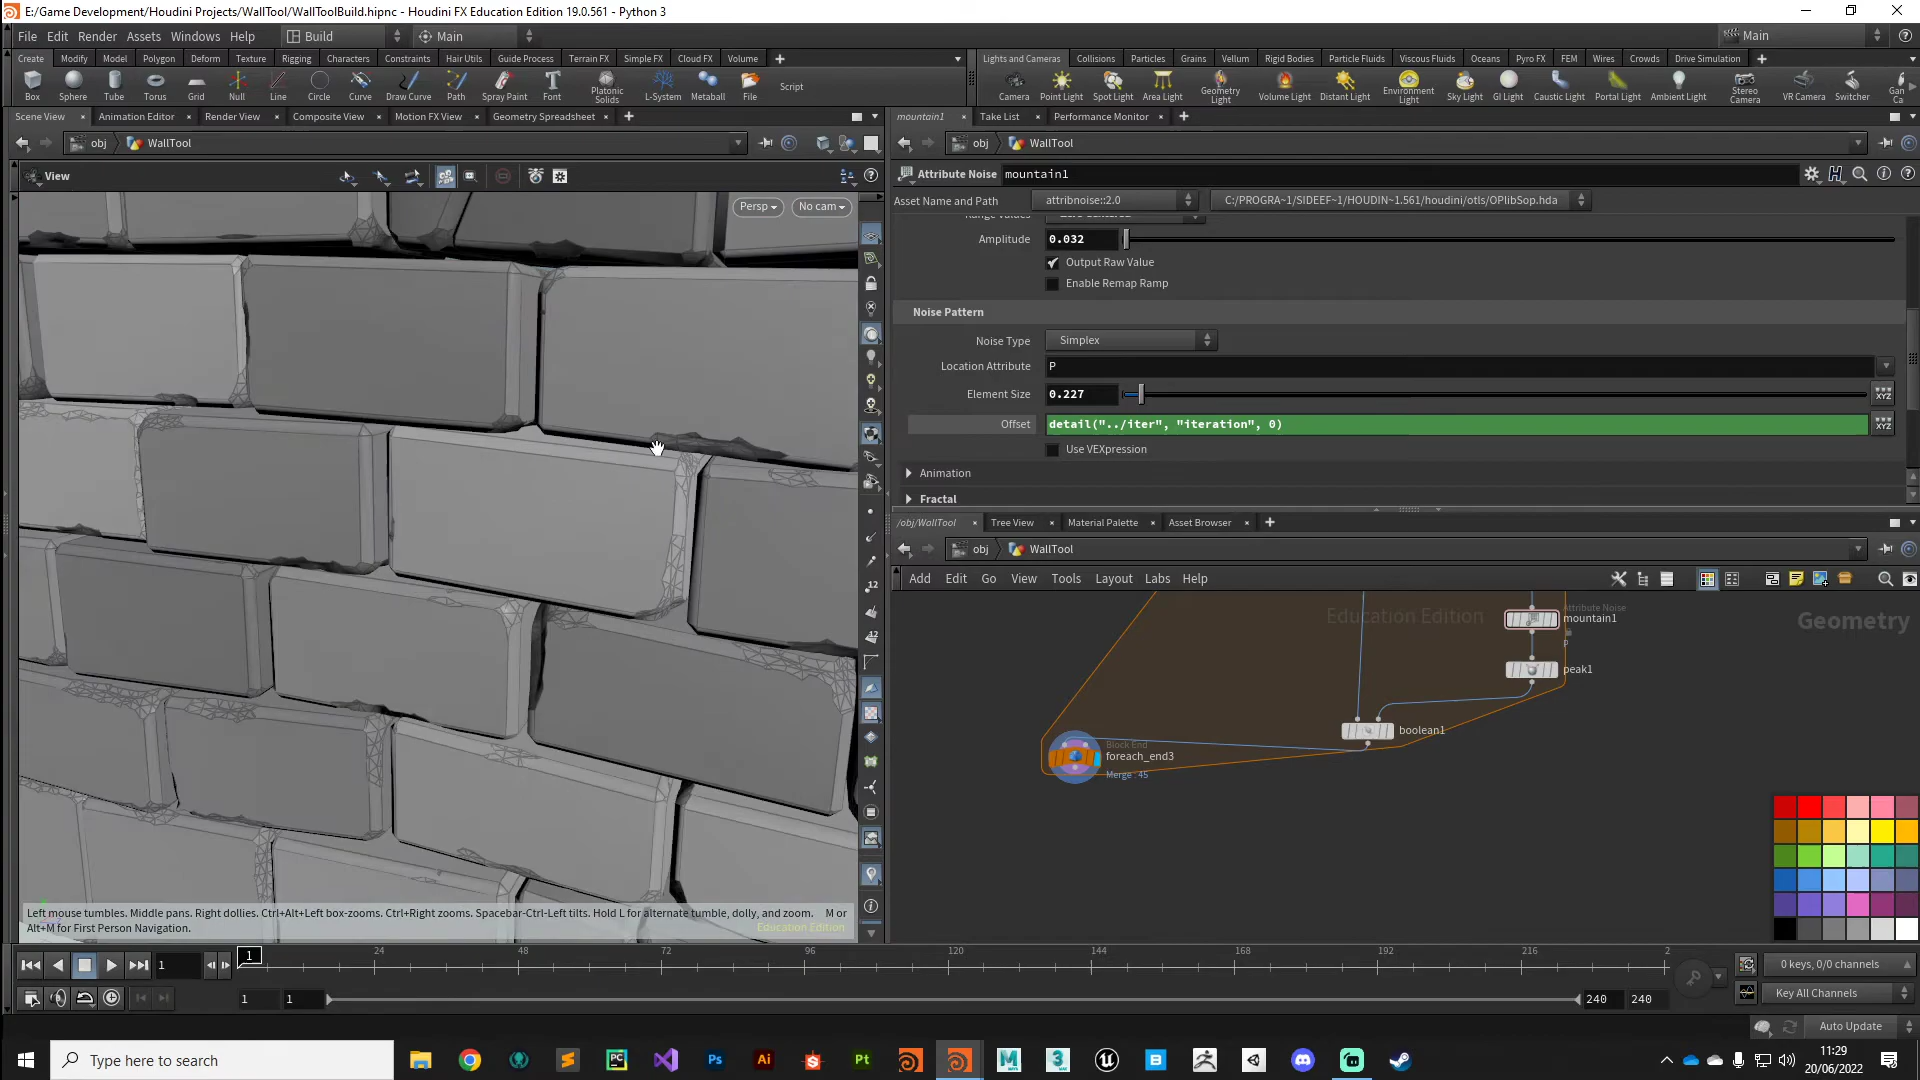 E:/Game Development/Houdini Projects/WallTool/WallToolBuild.hipnc - Houdini FX Education Edition 19.0.561 - Python 3
File Edit Render Assets Windows Help Build Main Main
Create Modify Model Polygon Deform Texture Rigging Characters Constraints Hair Utils Guide Process Terrain FX Simple FX Cloud FX Volume
Lights and Cameras Collisions Particles Grains Vellum Rigid Bodies Particle Fluids Viscous Fluids Oceans Pyro FX FEM Wires Crowds Drive Simulation
Box Sphere Tube Torus Grid Null Line Circle Curve Draw Curve Path Spray Paint Font Platonic Solids L-System Metaball File Script
Camera Point Light Spot Light Area Light Geometry Light Volume Light Distant Light Environment Light Sky Light GI Light Caustic Light Portal Light Ambient Light Stereo Camera VR Camera Switcher
Scene View Animation Editor Render View Composite View Motion FX View Geometry Spreadsheet
mountain1 Take List Performance Monitor
obj WallTool
obj WallTool
View
Attribute Noise mountain1
Asset Name and Path attribnoise::2.0 C:/PROGRA~1/SIDEEF~1/HOUDIN~1.561/houdini/otls/OPlibSop.hda
Persp No cam
Amplitude 0.032
Output Raw Value
Enable Remap Ramp
Noise Pattern
Noise Type Simplex
Location Attribute P
Element Size 0.227
Offset detail("../iter", "iteration", 0)
Use VEXpression
Animation
Fractal
/obj/WallTool Tree View Material Palette Asset Browser
obj WallTool
Add Edit Go View Tools Layout Labs Help
Education Edition
Geometry
Attribute Noise
mountain1
P
peak1
boolean1
Block End
foreach_end3
Merge : 45
12
12
Left mouse tumbles. Middle pans. Right dollies. Ctrl+Alt+Left box-zooms. Ctrl+Right zooms. Spacebar-Ctrl-Left tilts. Hold L for alternate tumble, dolly, and zoom. M or
Alt+M for First Person Navigation.
Education Edition
1 1 24 48 72 96 120 144 168 192 216 2
0 keys, 0/0 channels
1 1 240 240
Key All Channels
Auto Update
Type here to search
11:29
20/06/2022